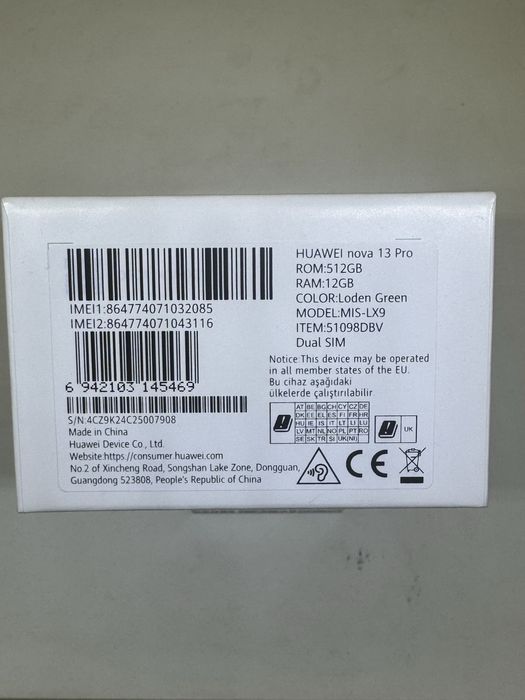 IMEI1:864774071032085
IMEI2:864774071043116
6 942103 145469
S/N:4CZ9K24C25007908
Made in China
Huawei Device Co., Ltd.
Website:https://consumer.huawei.com
No.2 of Xincheng Road, Songshan Lake Zone, Dongguan,
Guangdong 523808, People's Republic of China
HUAWEI nova 13 Pro
ROM:512GB
RAM:12GB
COLOR:Loden Green
MODEL:MIS-LX9
ITEM:51098DBV
Dual SIM
Notice:This device may be operated
in all member states of the EU.
Bu cihaz aşağıdaki
ülkelerde çalıştırılabilir.
AT BE BG CH CY CZ DE
DK EE EL ES FI FR HR
HU IE IS IT LT LI LU
LV MT NL NO PL PT RO
SE SK TR SI UK(NI)
UK
CE